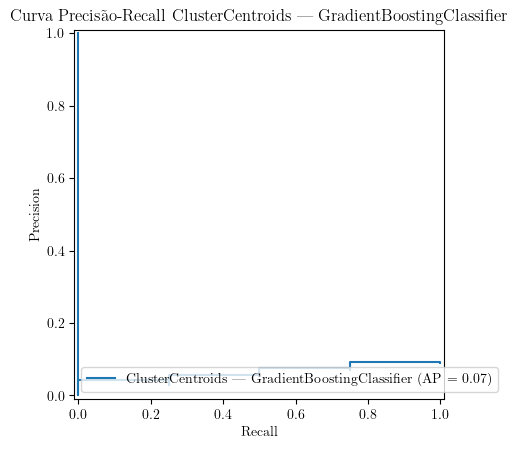 Curva Precisão-Recall ClusterCentroids — GradientBoostingClassifier
1.0
0.8
0.6
0.4
0.2
0.0
Precision
ClusterCentroids — GradientBoostingClassifier (AP = 0.07)
0.0 0.2 0.4 0.6 0.8 1.0
Recall